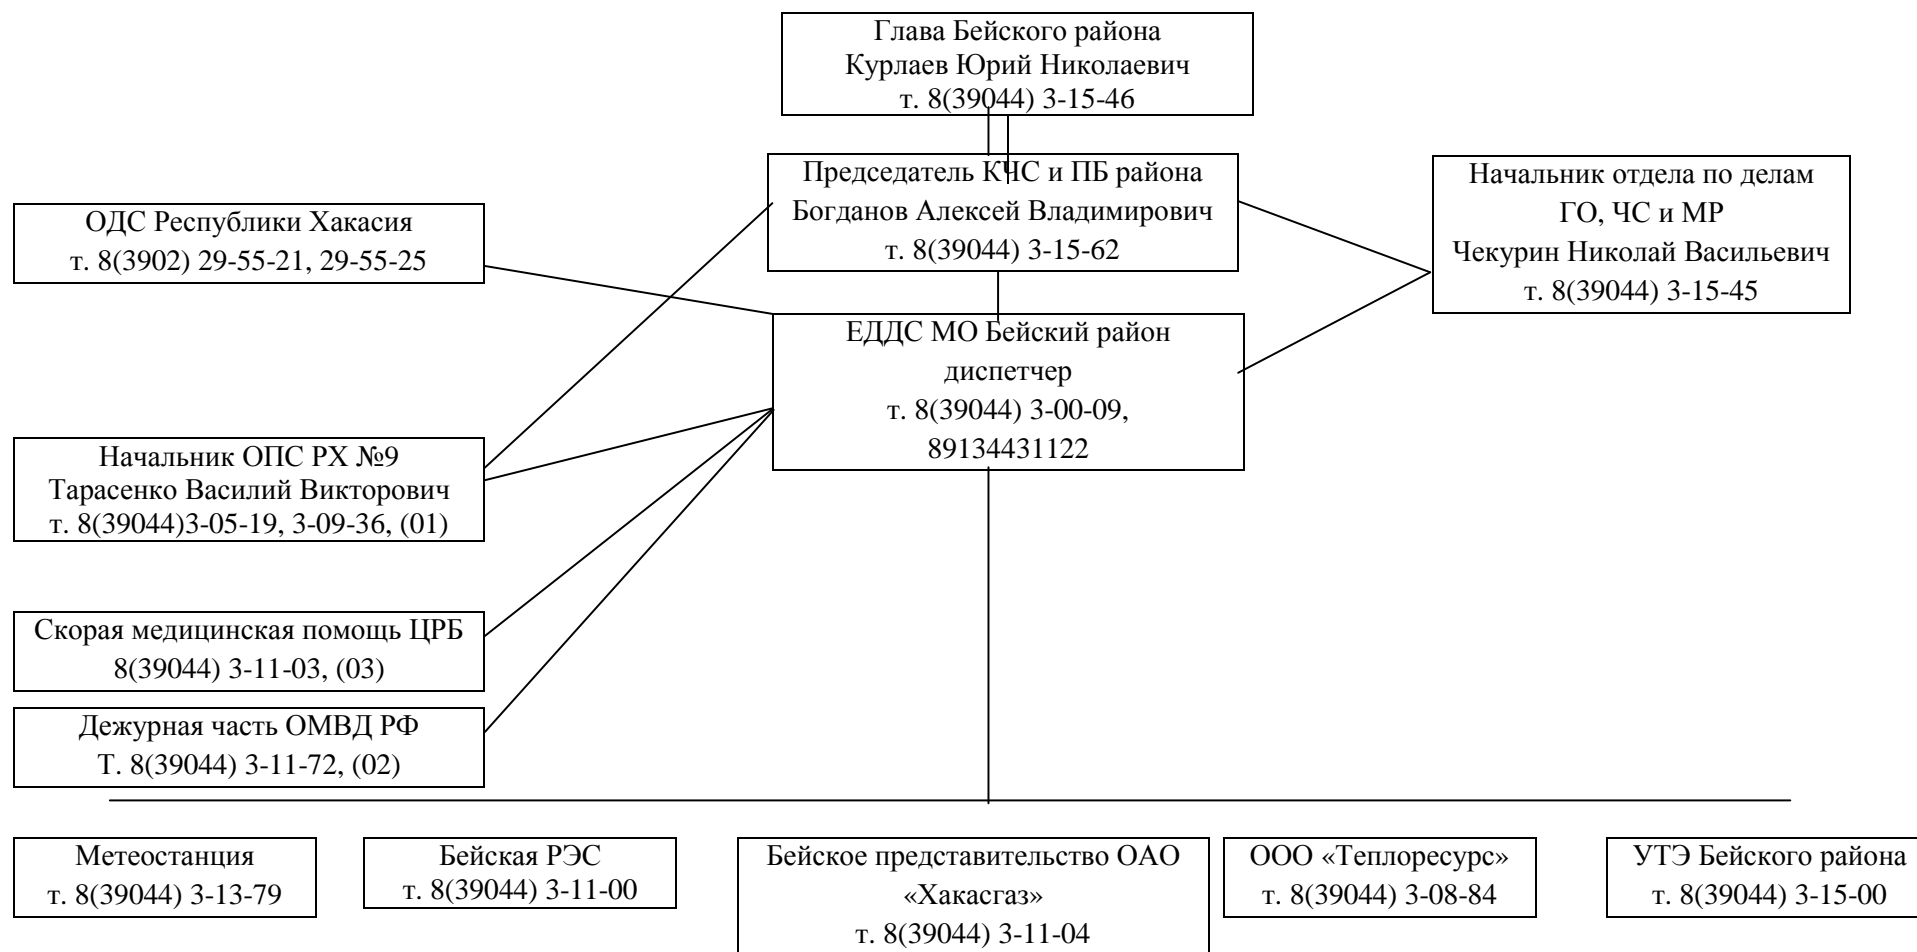 Глава Бейского района
Курлаев Юрий Николаевич
т. 8(39044) 3-15-46
Председатель КЧС и ПБ района
Богданов Алексей Владимирович
т. 8(39044) 3-15-62
Начальник отдела по делам
ГО, ЧС и МР
Чекурин Николай Васильевич
т. 8(39044) 3-15-45
ОДС Республики Хакасия
т. 8(3902) 29-55-21, 29-55-25
ЕДДС МО Бейский район
диспетчер
т. 8(39044) 3-00-09,
89134431122
Начальник ОПС РХ №9
Тарасенко Василий Викторович
т. 8(39044)3-05-19, 3-09-36, (01)
Скорая медицинская помощь ЦРБ
8(39044) 3-11-03, (03)
Дежурная часть ОМВД РФ
Т. 8(39044) 3-11-72, (02)
Метеостанция
т. 8(39044) 3-13-79
Бейская РЭС
т. 8(39044) 3-11-00
Бейское представительство ОАО
«Хакасгаз»
т. 8(39044) 3-11-04
ООО «Теплоресурс»
т. 8(39044) 3-08-84
УТЭ Бейского района
т. 8(39044) 3-15-00